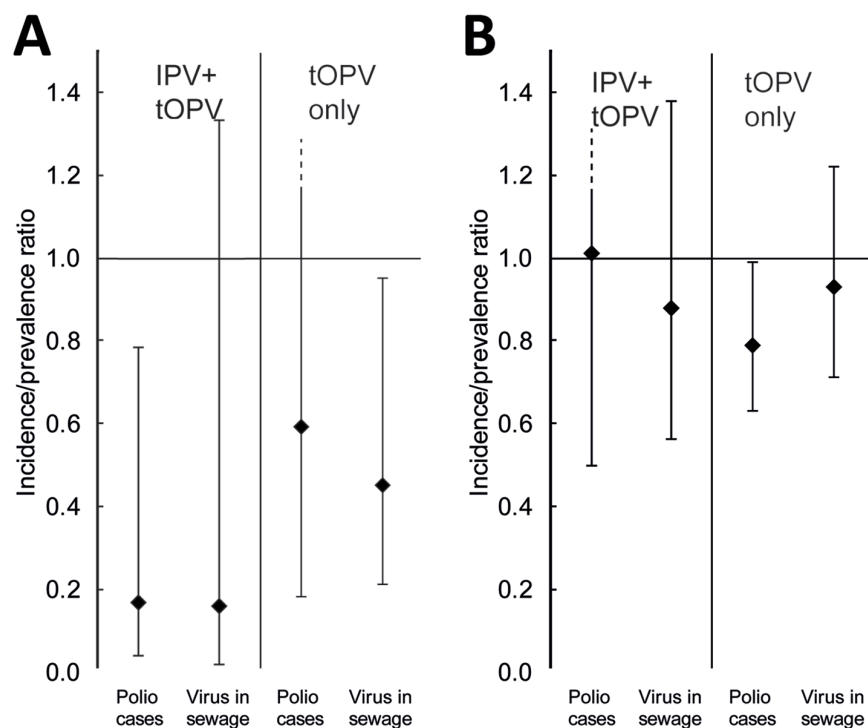 A
Incidence/prevalence ratio
1.4
1.2
1.0
0.8
0.6
0.4
0.2
0.0
IPV+
tOPV
tOPV
only
Polio
cases
Virus in
sewage
Polio
cases
Virus in
sewage
B
Incidence/prevalence ratio
1.4
1.2
1.0
0.8
0.6
0.4
0.2
0.0
IPV+
tOPV
tOPV
only
Polio
cases
Virus in
sewage
Polio
cases
Virus in
sewage